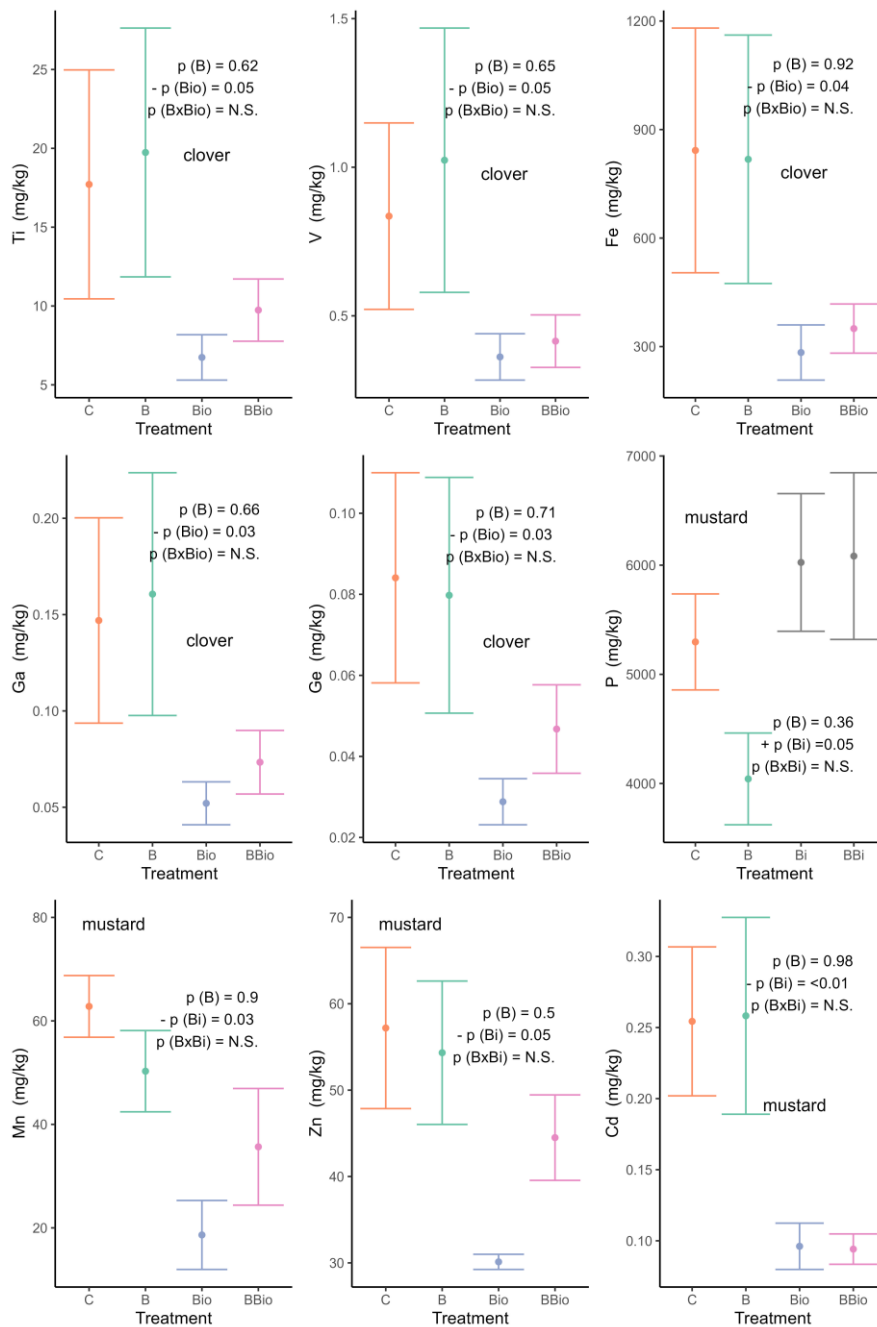 Ti (mg/kg)
25
20
15
10
5
p (B) = 0.62
- p (Bio) = 0.05
p (BxBio) = N.S.
clover
C B Bio BBio
Treatment
V (mg/kg)
1.5
1.0
0.5
p (B) = 0.65
- p (Bio) = 0.05
p (BxBio) = N.S.
clover
C B Bio BBio
Treatment
Fe (mg/kg)
1200
900
600
300
p (B) = 0.92
- p (Bio) = 0.04
p (BxBio) = N.S.
clover
C B Bio BBio
Treatment
Ga (mg/kg)
0.20
0.15
0.10
0.05
p (B) = 0.66
- p (Bio) = 0.03
p (BxBio) = N.S.
clover
C B Bio BBio
Treatment
Ge (mg/kg)
0.10
0.08
0.06
0.04
0.02
p (B) = 0.71
- p (Bio) = 0.03
p (BxBio) = N.S.
clover
C B Bio BBio
Treatment
P (mg/kg)
7000
6000
5000
4000
mustard
p (B) = 0.36
+ p (Bi) =0.05
p (BxBi) = N.S.
C B Bi BBi
Treatment
Mn (mg/kg)
80
60
40
20
mustard
p (B) = 0.9
- p (Bi) = 0.03
p (BxBi) = N.S.
C B Bio BBio
Treatment
Zn (mg/kg)
70
60
50
40
30
mustard
p (B) = 0.5
- p (Bi) = 0.05
p (BxBi) = N.S.
C B Bio BBio
Treatment
Cd (mg/kg)
0.30
0.25
0.20
0.15
0.10
p (B) = 0.98
- p (Bi) = <0.01
p (BxBi) = N.S.
mustard
C B Bio BBio
Treatment